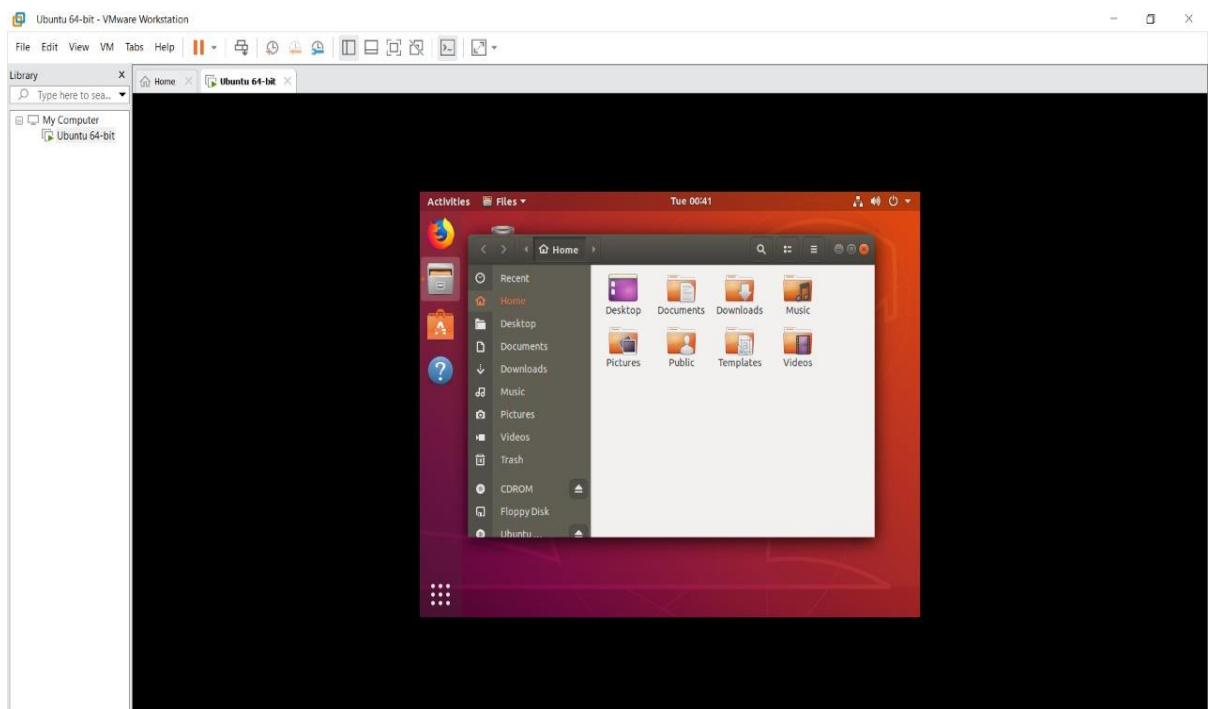 Ubuntu 64-bit - VMware Workstation
File Edit View VM Tabs Help
Library X
Home
Ubuntu 64-bit
Type here to sea...
My Computer
Ubuntu 64-bit
Activities Files Tue 00:41
Home
Recent
Home
Desktop
Documents
Downloads
Music
Pictures
Videos
Trash
CDROM
Floppy Disk
Ubuntu ...
Desktop Documents Downloads Music
Pictures Public Templates Videos